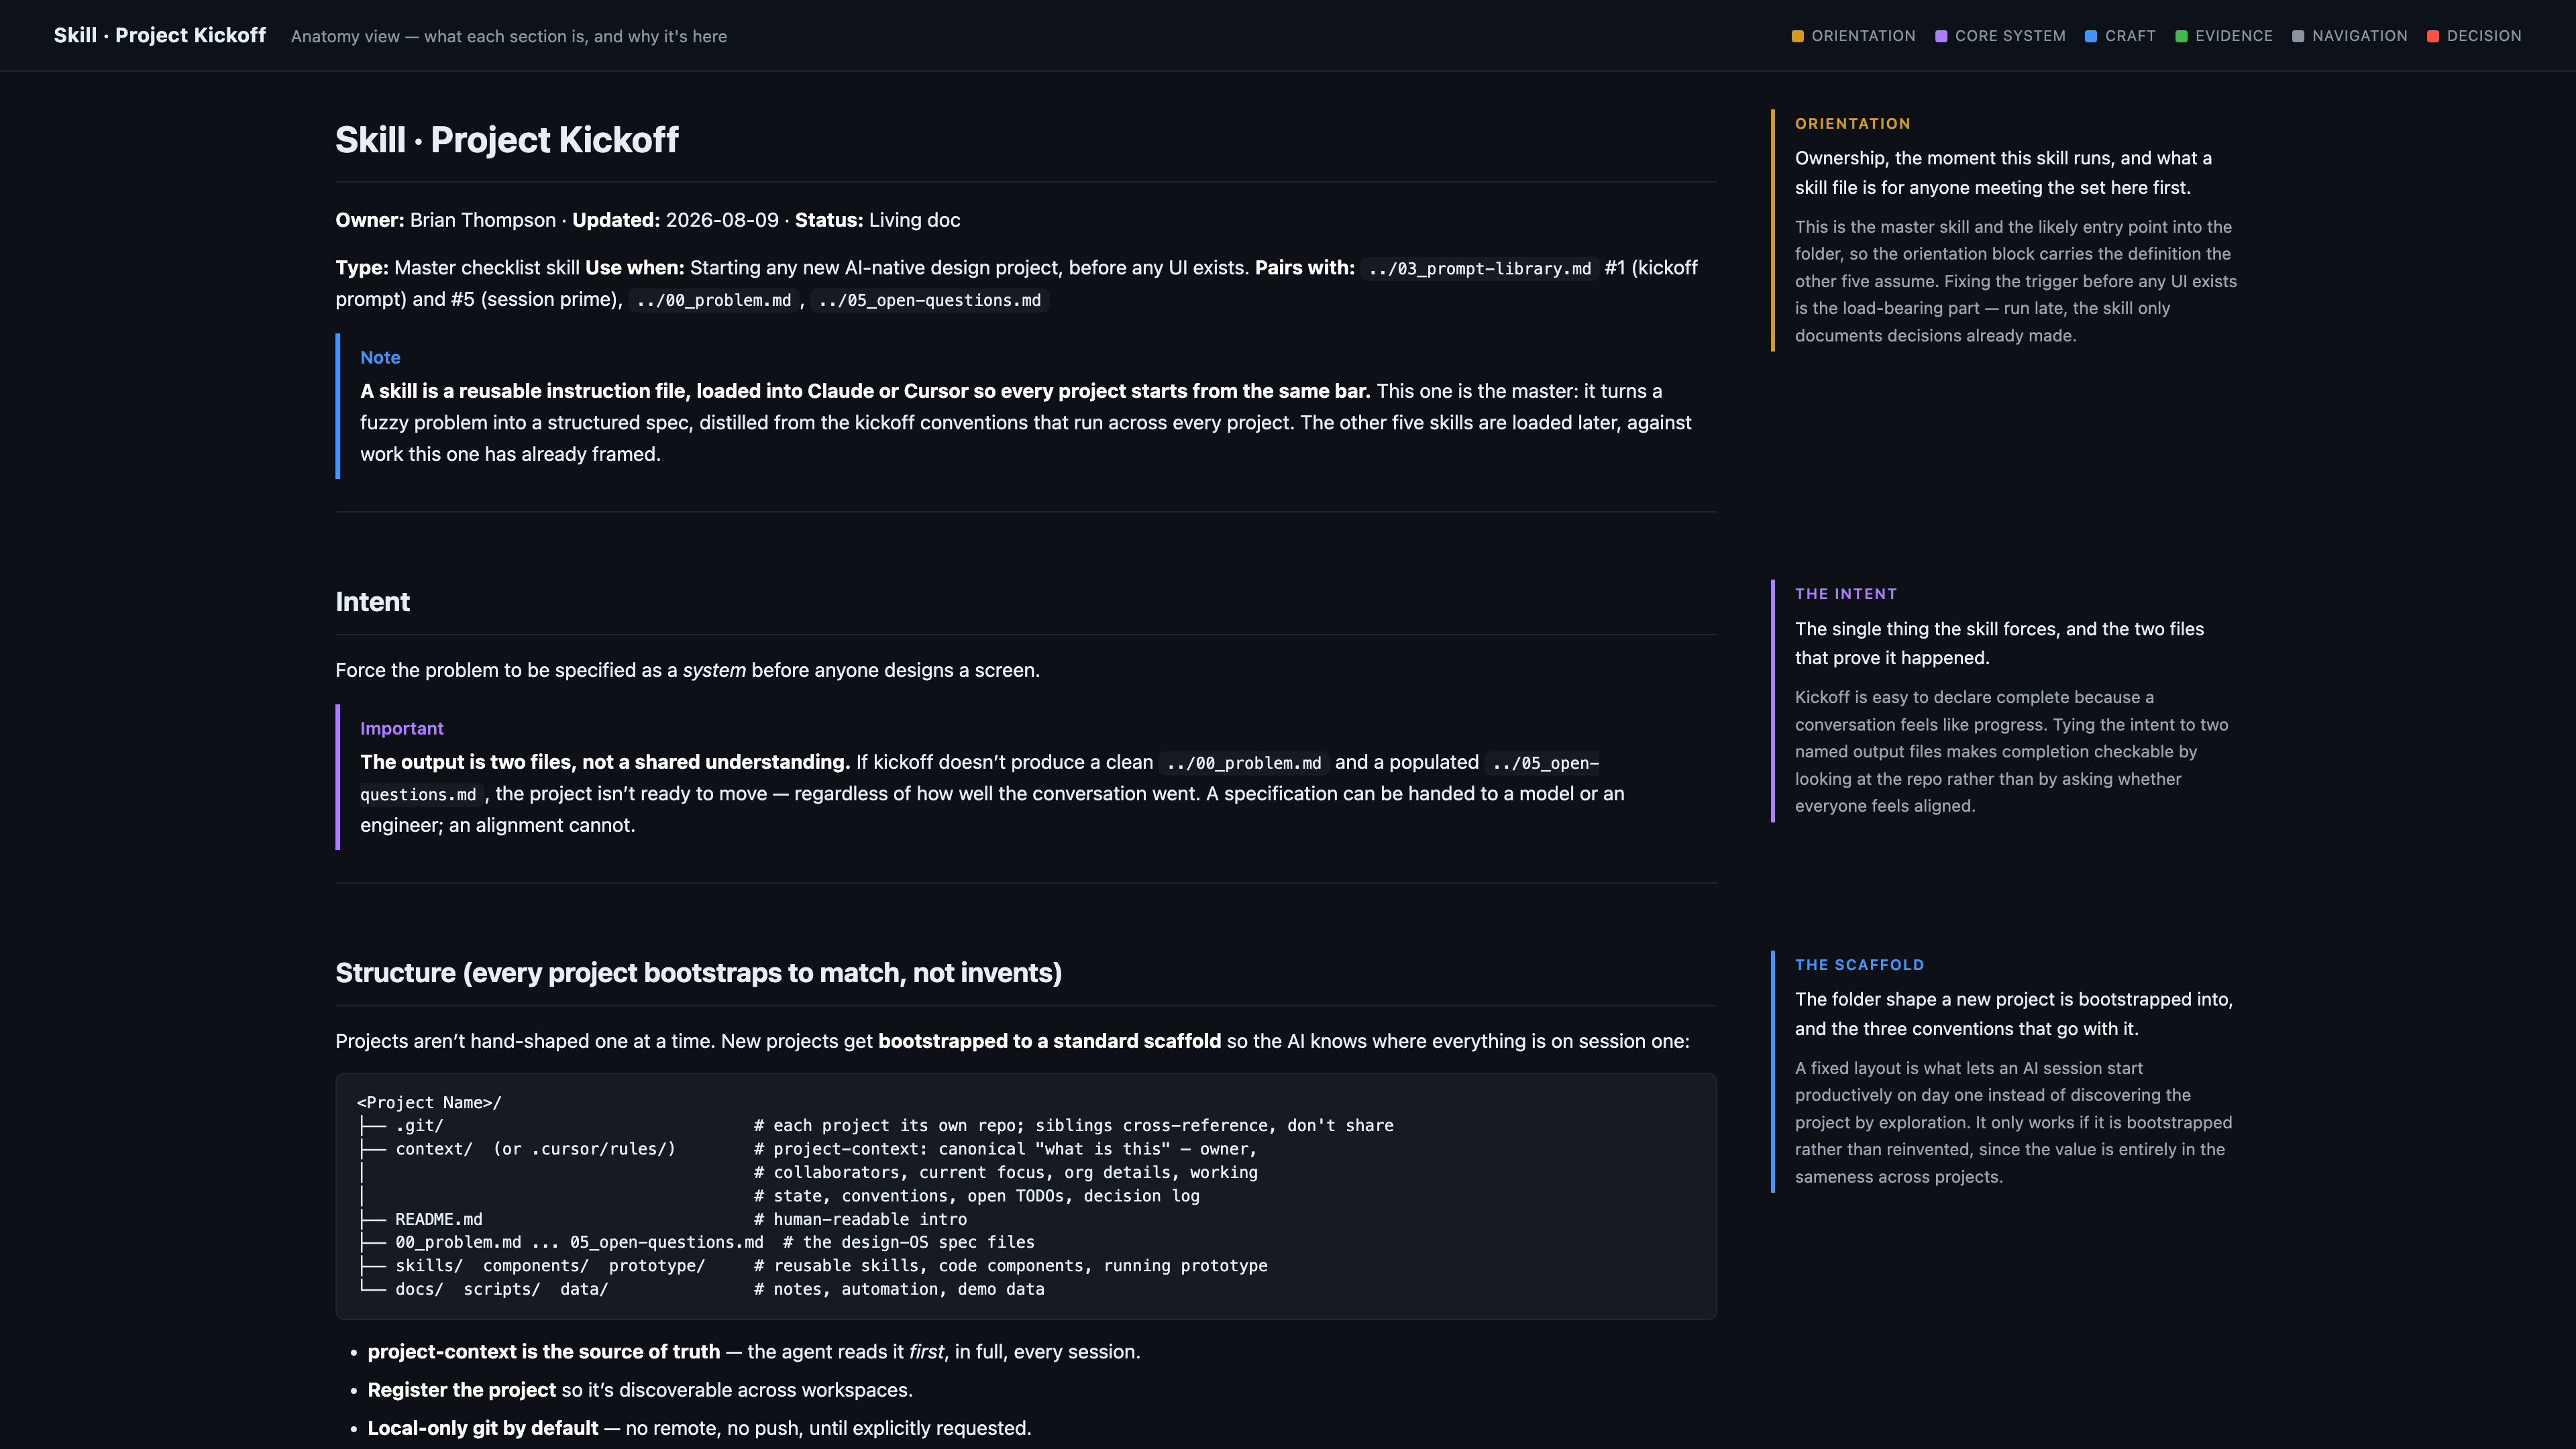 Skill · Project Kickoff
Anatomy view — what each section is, and why it's here
ORIENTATION
CORE SYSTEM
CRAFT
EVIDENCE
NAVIGATION
DECISION
Skill · Project Kickoff
Owner: Brian Thompson · Updated: 2026-08-09 · Status: Living doc
Type: Master checklist skill Use when: Starting any new AI-native design project, before any UI exists. Pairs with: ../03_prompt-library.md #1 (kickoff
prompt) and #5 (session prime), ../00_problem.md , ../05_open-questions.md
Note
A skill is a reusable instruction file, loaded into Claude or Cursor so every project starts from the same bar. This one is the master: it turns a
fuzzy problem into a structured spec, distilled from the kickoff conventions that run across every project. The other five skills are loaded later, against
work this one has already framed.
ORIENTATION
Ownership, the moment this skill runs, and what a
skill file is for anyone meeting the set here first.
This is the master skill and the likely entry point into the
folder, so the orientation block carries the definition the
other five assume. Fixing the trigger before any UI exists
is the load-bearing part — run late, the skill only
documents decisions already made.
Intent
Force the problem to be specified as a system before anyone designs a screen.
Important
The output is two files, not a shared understanding. If kickoff doesn’t produce a clean ../00_problem.md and a populated ../05_open-
questions.md , the project isn’t ready to move — regardless of how well the conversation went. A specification can be handed to a model or an
engineer; an alignment cannot.
THE INTENT
The single thing the skill forces, and the two files
that prove it happened.
Kickoff is easy to declare complete because a
conversation feels like progress. Tying the intent to two
named output files makes completion checkable by
looking at the repo rather than by asking whether
everyone feels aligned.
Structure (every project bootstraps to match, not invents)
Projects aren’t hand-shaped one at a time. New projects get bootstrapped to a standard scaffold so the AI knows where everything is on session one:
<Project Name>/
├── .git/ # each project its own repo; siblings cross-reference, don't share
├── context/ (or .cursor/rules/) # project-context: canonical "what is this" — owner,
│ # collaborators, current focus, org details, working
│ # state, conventions, open TODOs, decision log
├── README.md # human-readable intro
├── 00_problem.md ... 05_open-questions.md # the design-OS spec files
├── skills/ components/ prototype/ # reusable skills, code components, running prototype
└── docs/ scripts/ data/ # notes, automation, demo data
• project-context is the source of truth — the agent reads it first, in full, every session.
• Register the project so it’s discoverable across workspaces.
• Local-only git by default — no remote, no push, until explicitly requested.
THE SCAFFOLD
The folder shape a new project is bootstrapped into,
and the three conventions that go with it.
A fixed layout is what lets an AI session start
productively on day one instead of discovering the
project by exploration. It only works if it is bootstrapped
rather than reinvented, since the value is entirely in the
sameness across projects.